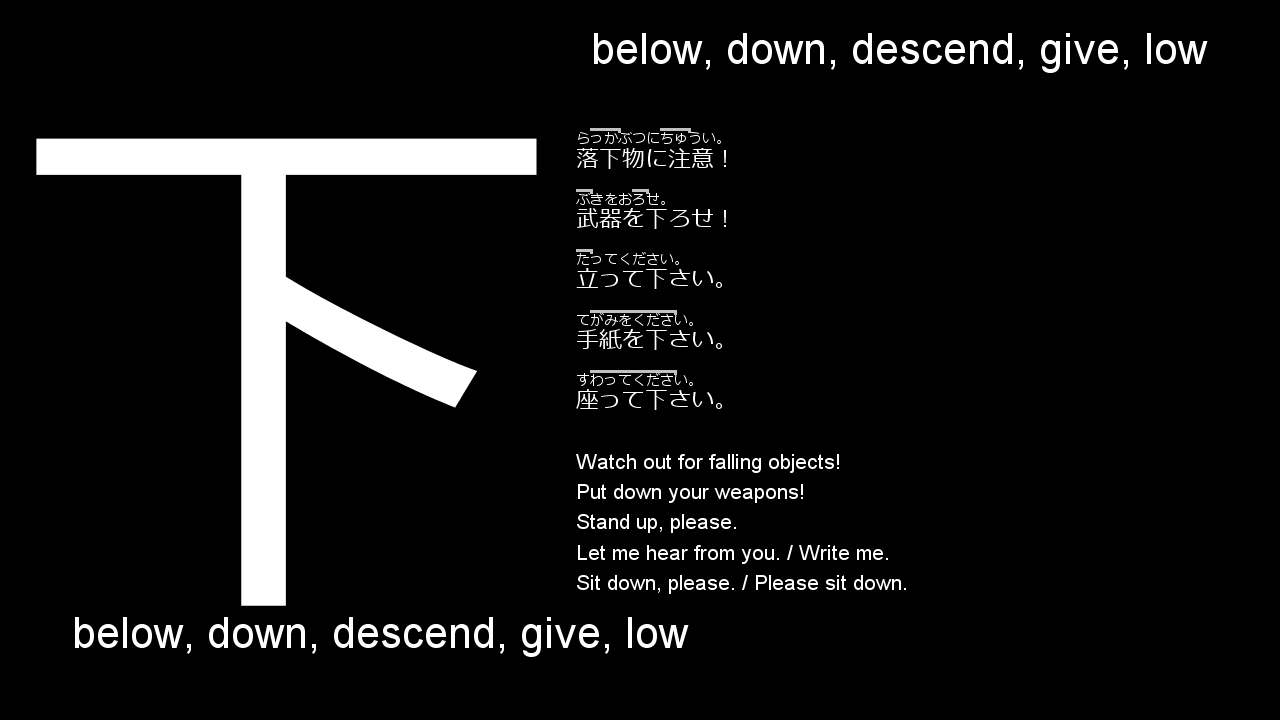 below, down, descend, give, low
下
らっかぶつにちゅうい。
落下物に注意！
ぶきをおろせ。
武器を下ろせ！
たってください。
立って下さい。
てがみをください。
手紙を下さい。
すわってください。
座って下さい。
Watch out for falling objects!
Put down your weapons!
Stand up, please.
Let me hear from you. / Write me.
Sit down, please. / Please sit down.
below, down, descend, give, low